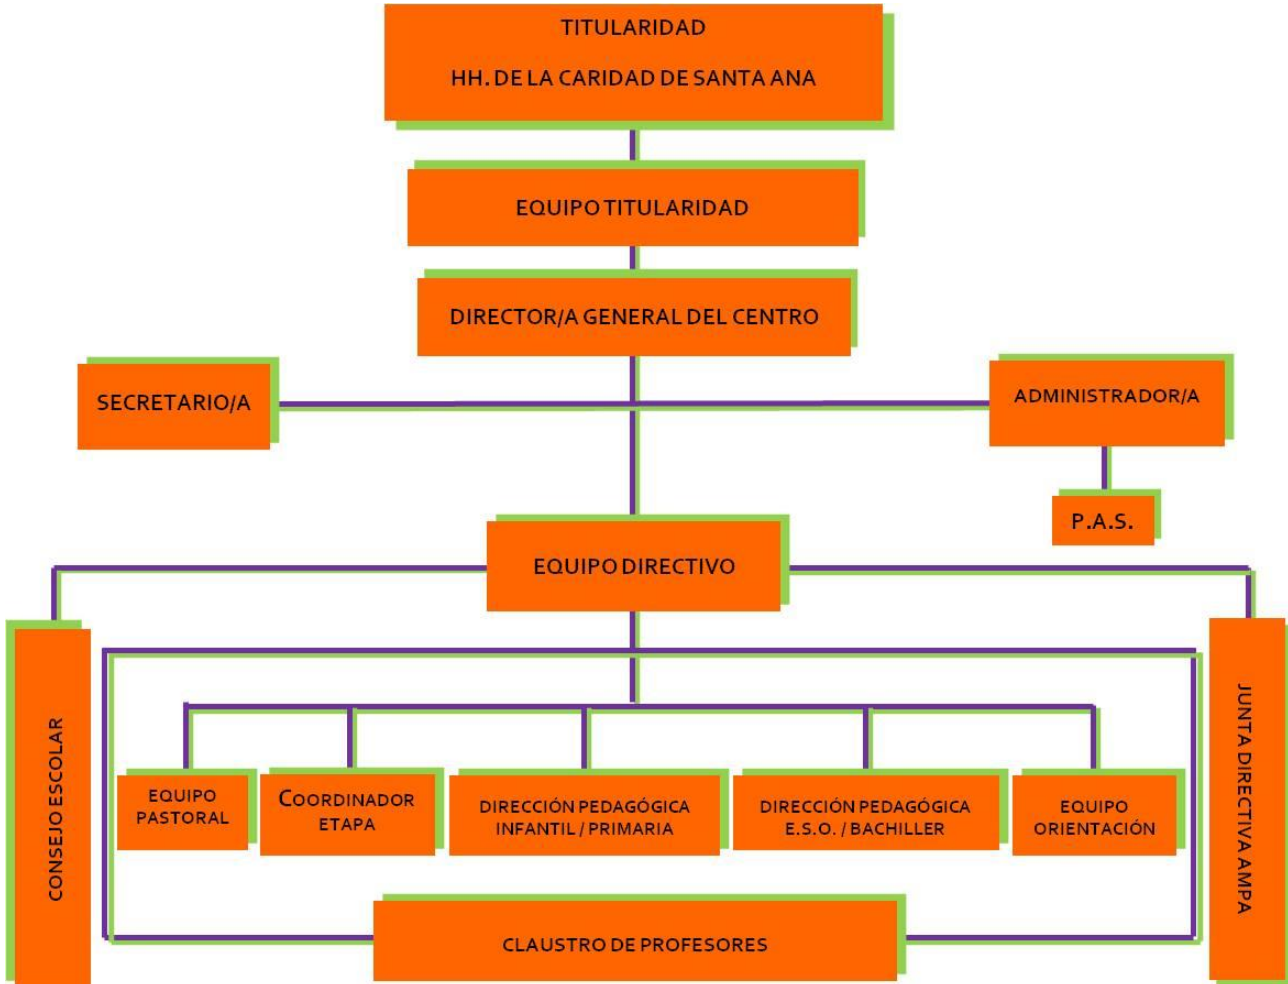 TITULARIDAD
HH. DE LA CARIDAD DE SANTA ANA
EQUIPO TITULARIDAD
DIRECTOR/A GENERAL DEL CENTRO
SECRETARIO/A
ADMINISTRADOR/A
P.A.S.
EQUIPO DIRECTIVO
CONSEJO ESCOLAR
JUNTA DIRECTIVA AMPA
EQUIPO
PASTORAL
COORDINADOR
ETAPA
DIRECCIÓN PEDAGÓGICA
INFANTIL / PRIMARIA
DIRECCIÓN PEDAGÓGICA
E.S.O. / BACHILLER
EQUIPO
ORIENTACIÓN
CLAUSTRO DE PROFESORES